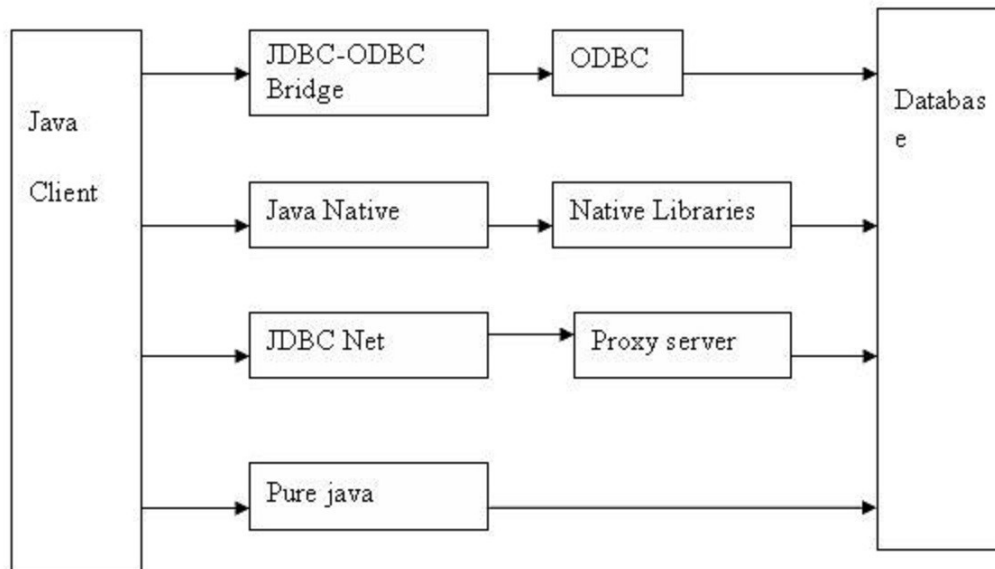 Java
Client
JDBC-ODBC
Bridge
ODBC
Databas
e
Java Native
Native Libraries
JDBC Net
Proxy server
Pure java